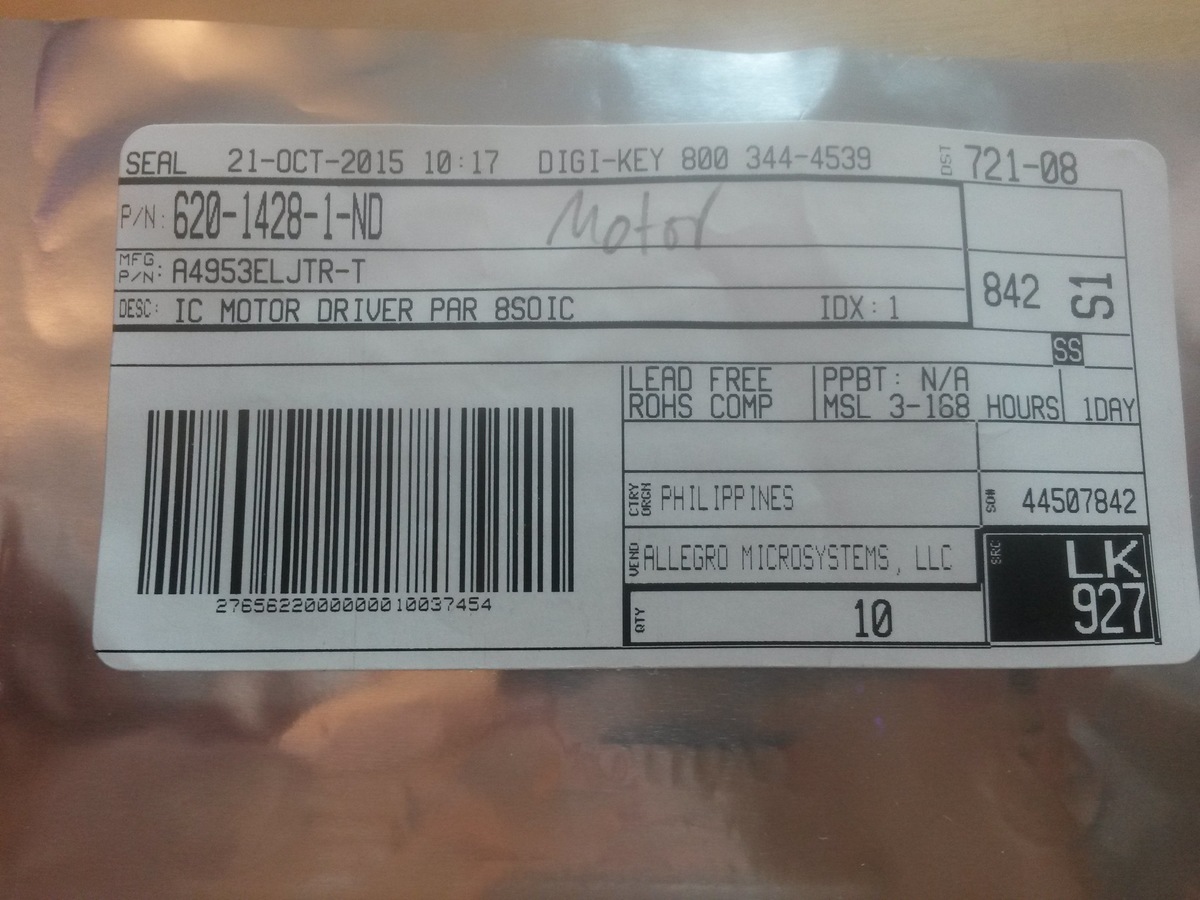 SEAL 21-OCT-2015 10:17 DIGI-KEY 800 344-4539 DST 721-08
P/N: 620-1428-1-ND Motor
MFG P/N: A4953ELJTR-T
842 S1
DESC: IC MOTOR DRIVER PAR 8SOIC IDX: 1
SS
LEAD FREE PPBT: N/A
ROHS COMP MSL 3-168 HOURS 1DAY
CTRY ORGN PHILIPPINES SO# 44507842
VEND ALLEGRO MICROSYSTEMS, LLC SRC LK
927
QTY 10
2765622000000010037454